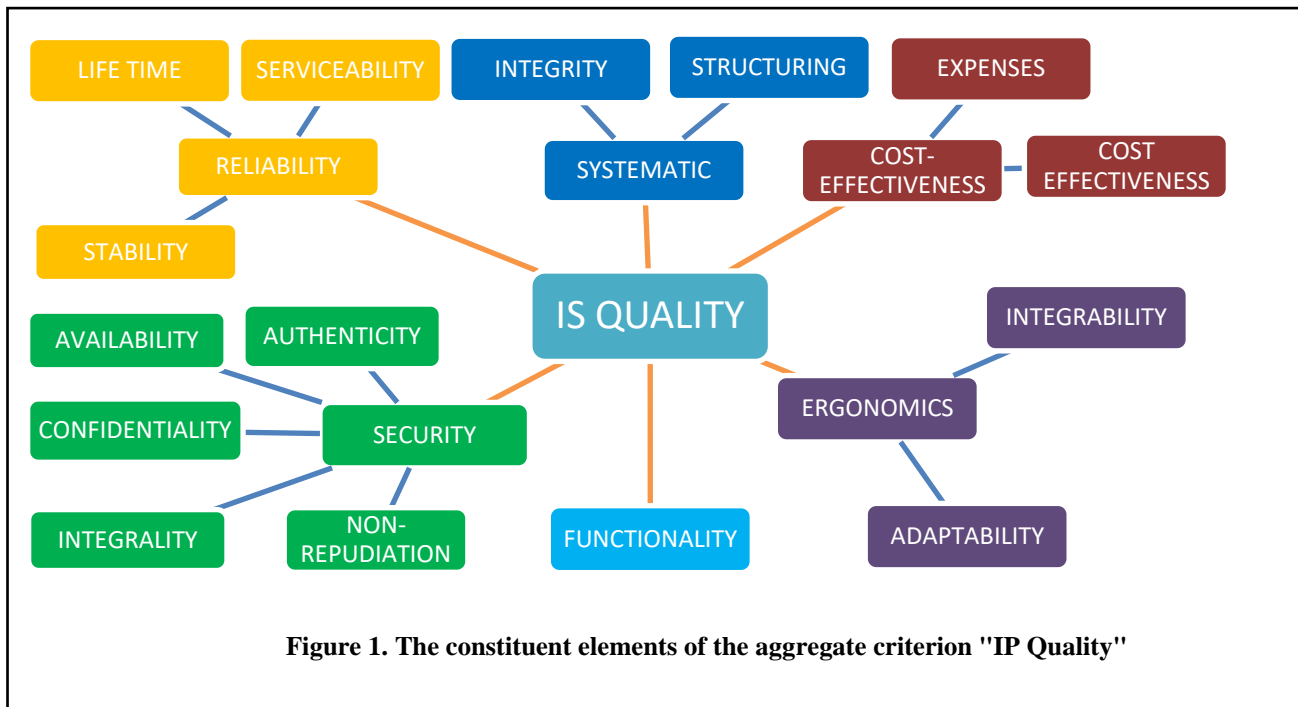 LIFE TIME
SERVICEABILITY
INTEGRITY
STRUCTURING
EXPENSES
RELIABILITY
SYSTEMATIC
COST-
EFFECTIVENESS
COST
EFFECTIVENESS
STABILITY
IS QUALITY
AVAILABILITY
AUTHENTICITY
INTEGRABILITY
CONFIDENTIALITY
SECURITY
ERGONOMICS
INTEGRALITY
NON-
REPUDIATION
FUNCTIONALITY
ADAPTABILITY
Figure 1. The constituent elements of the aggregate criterion "IP Quality"